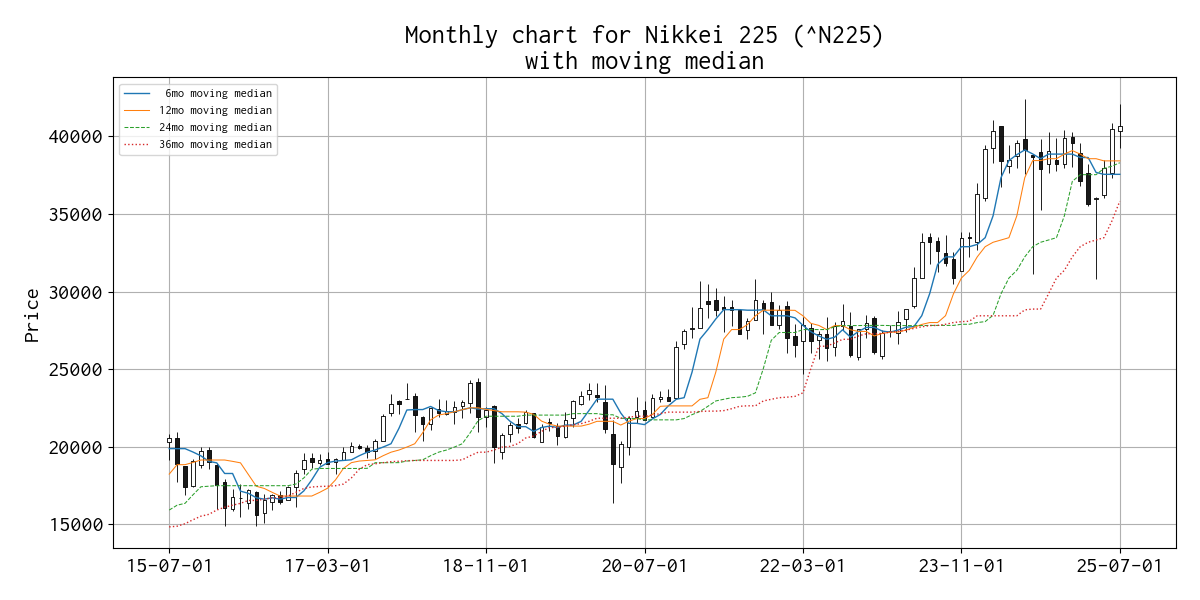 Monthly chart for Nikkei 225 (^N225)
with moving median
6mo moving median
12mo moving median
24mo moving median
36mo moving median
Price
40000
35000
30000
25000
20000
15000
15-07-01 17-03-01 18-11-01 20-07-01 22-03-01 23-11-01 25-07-01